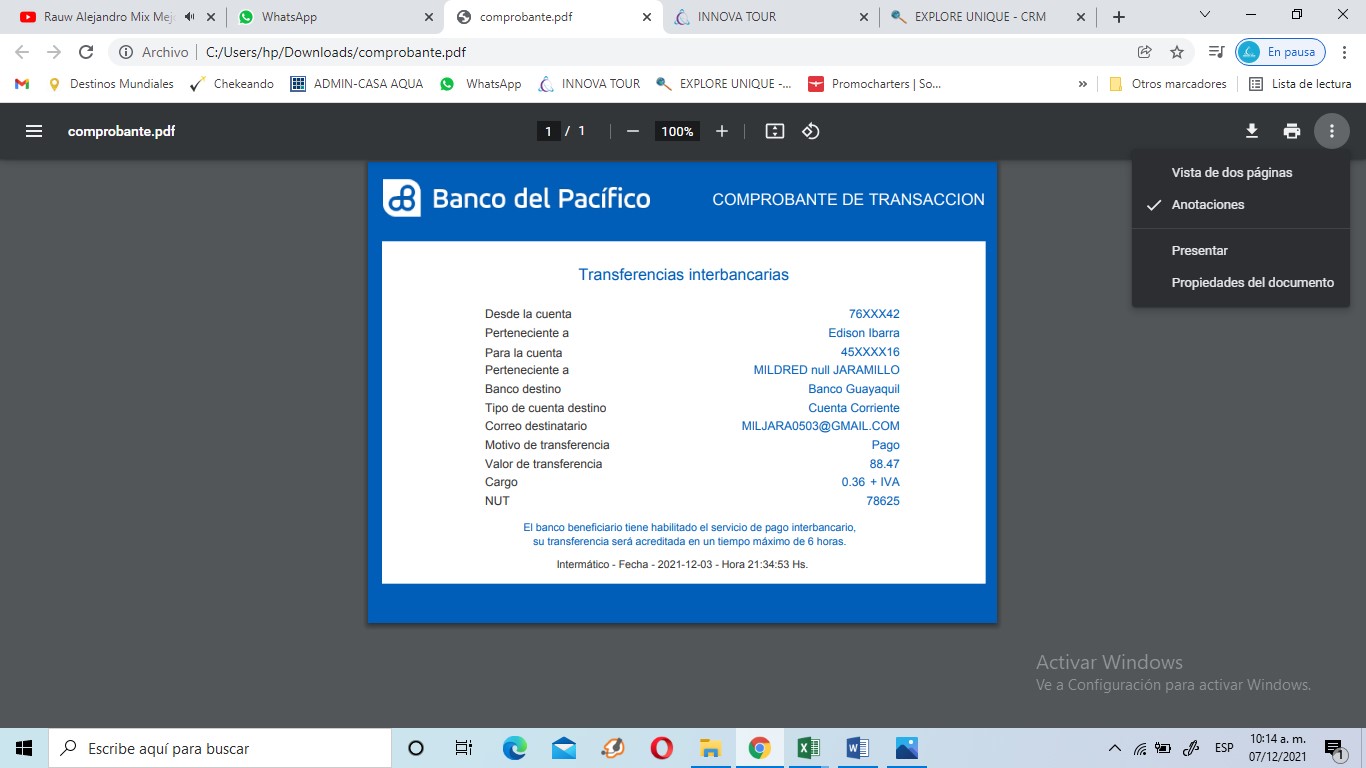 Rauw Alejandro Mix Mej
WhatsApp
comprobante.pdf
INNOVA TOUR
EXPLORE UNIQUE - CRM
Archivo
C:/Users/hp/Downloads/comprobante.pdf
En pausa
Destinos Mundiales
Chekeando
ADMIN-CASA AQUA
WhatsApp
INNOVA TOUR
EXPLORE UNIQUE -...
Promocharters | So...
»
Otros marcadores
Lista de lectura
comprobante.pdf
1 / 1
100%
Vista de dos páginas
Anotaciones
Presentar
Propiedades del documento
Banco del Pacífico
COMPROBANTE DE TRANSACCION
Transferencias interbancarias
Desde la cuenta 76XXX42
Perteneciente a Edison Ibarra
Para la cuenta 45XXXX16
Perteneciente a MILDRED null JARAMILLO
Banco destino Banco Guayaquil
Tipo de cuenta destino Cuenta Corriente
Correo destinatario MILJARA0503@GMAIL.COM
Motivo de transferencia Pago
Valor de transferencia 88.47
Cargo 0.36 + IVA
NUT 78625
El banco beneficiario tiene habilitado el servicio de pago interbancario,
su transferencia será acreditada en un tiempo máximo de 6 horas.
Intermático - Fecha - 2021-12-03 - Hora 21:34:53 Hs.
Activar Windows
Ve a Configuración para activar Windows.
Escribe aquí para buscar
ESP
10:14 a. m.
07/12/2021
1